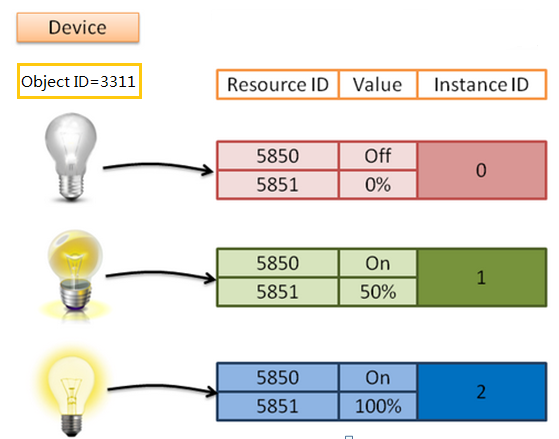 Device
Object ID=3311
Resource ID Value Instance ID
5850 Off
0
5851 0%
5850 On
1
5851 50%
5850 On
2
5851 100%